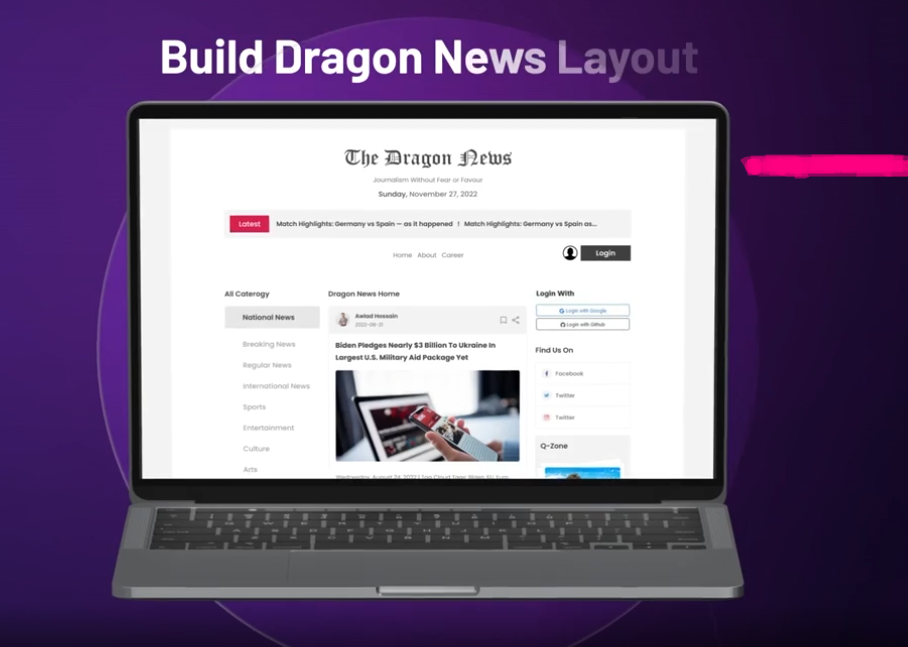 Build Dragon News Layout
The Dragon News
Journalism Without Fear or Favour
Sunday, November 27, 2022
Latest
Match Highlights: Germany vs Spain — as it happened ! Match Highlights: Germany vs Spain as...
Home About Career
Login
All Caterogy
National News
Breaking News
Regular News
International News
Sports
Entertainment
Culture
Arts
Dragon News Home
Awlad Hossain
2022-08-21
Biden Pledges Nearly $3 Billion To Ukraine In
Largest U.S. Military Aid Package Yet
Wednesday, August 24, 2022 | Tag Cloud Tags: Biden, EU, Euro
Login With
Login with Google
Login with Github
Find Us On
Facebook
Twitter
Twitter
Q-Zone